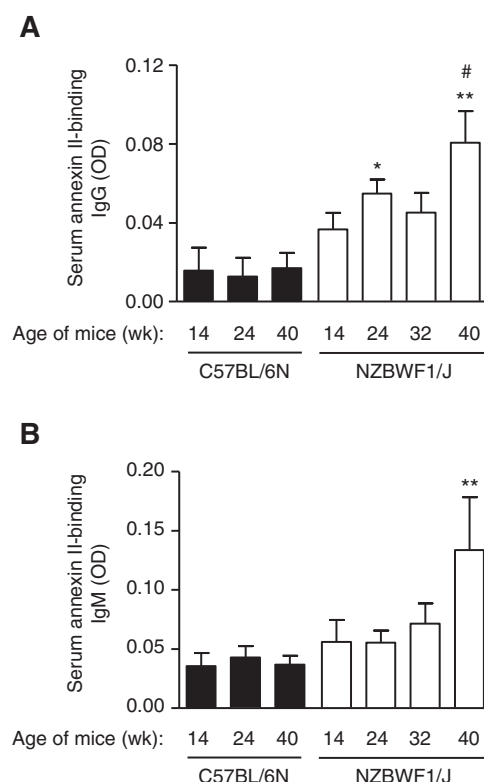 A
Serum annexin II-binding
IgG (OD)
0.12
0.08
0.04
0.00
*
#
**
Age of mice (wk): 14 24 40 14 24 32 40
C57BL/6N NZBWF1/J
B
Serum annexin II-binding
IgM (OD)
0.20
0.15
0.10
0.05
0.00
**
Age of mice (wk): 14 24 40 14 24 32 40
C57BL/6N NZBWF1/J